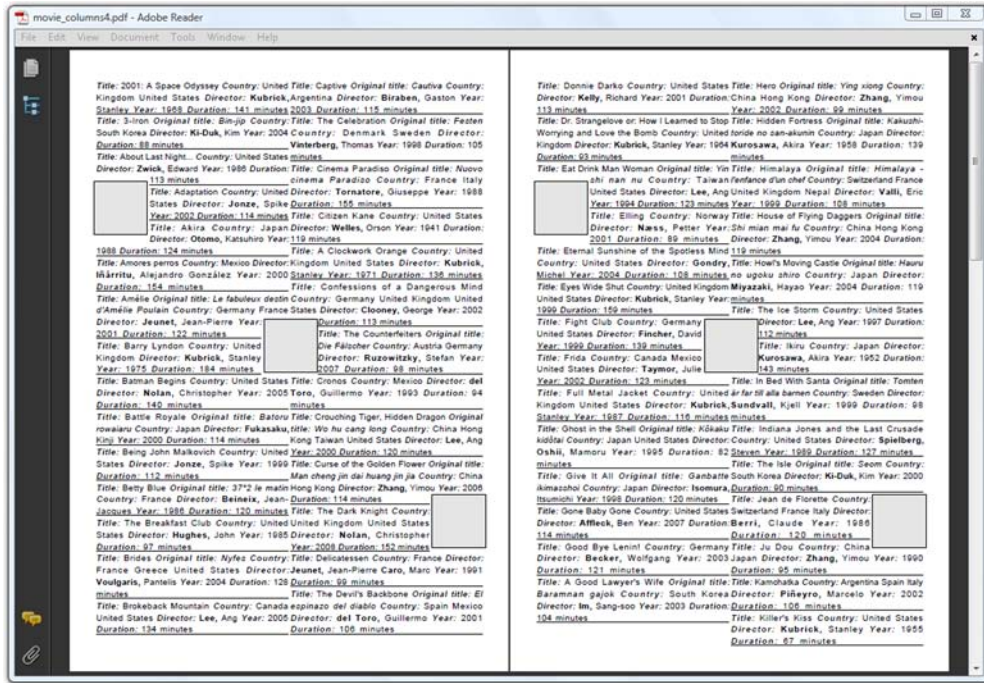 movie_columns4.pdf - Adobe Reader
File Edit View Document Tools Window Help
Title: 2001: A Space Odyssey Country: United
Kingdom United States Director: Kubrick,
Stanley Year: 1968 Duration: 141 minutes
Title: 3-Iron Original title: Bin-jip Country:
South Korea Director: Ki-Duk, Kim Year: 2004
Duration: 88 minutes
Title: About Last Night... Country: United States
Director: Zwick, Edward Year: 1986 Duration:
113 minutes
Title: Adaptation Country: United
States Director: Jonze, Spike
Year: 2002 Duration: 114 minutes
Title: Akira Country: Japan
Director: Otomo, Katsuhiro Year:
1988 Duration: 124 minutes
Title: Amores perros Country: Mexico Director:
Iñárritu, Alejandro González Year: 2000
Duration: 154 minutes
Title: Amélie Original title: Le fabuleux destin
d'Amélie Poulain Country: Germany France
Director: Jeunet, Jean-Pierre Year:
2001 Duration: 122 minutes
Title: Barry Lyndon Country: United
Kingdom Director: Kubrick, Stanley
Year: 1975 Duration: 184 minutes
Title: Batman Begins Country: United States
Director: Nolan, Christopher Year: 2005
Duration: 140 minutes
Title: Battle Royale Original title: Batoru
rowaiaru Country: Japan Director: Fukasaku,
Kinji Year: 2000 Duration: 114 minutes
Title: Being John Malkovich Country: United
States Director: Jonze, Spike Year: 1999
Duration: 112 minutes
Title: Betty Blue Original title: 37°2 le matin
Country: France Director: Beineix, Jean-
Jacques Year: 1986 Duration: 120 minutes
Title: The Breakfast Club Country: United
States Director: Hughes, John Year: 1985
Duration: 97 minutes
Title: Brides Original title: Nyfes Country:
France Greece United States Director:
Voulgaris, Pantelis Year: 2004 Duration: 128
minutes
Title: Brokeback Mountain Country: Canada
United States Director: Lee, Ang Year: 2005
Duration: 134 minutes
Title: Captive Original title: Cautiva Country:
Argentina Director: Biraben, Gaston Year:
2003 Duration: 115 minutes
Title: The Celebration Original title: Festen
Country: Denmark Sweden Director:
Vinterberg, Thomas Year: 1998 Duration: 105
minutes
Title: Cinema Paradiso Original title: Nuovo
cinema Paradiso Country: France Italy
Director: Tornatore, Giuseppe Year: 1988
Duration: 155 minutes
Title: Citizen Kane Country: United States
Director: Welles, Orson Year: 1941 Duration:
119 minutes
Title: A Clockwork Orange Country: United
Kingdom United States Director: Kubrick,
Stanley Year: 1971 Duration: 136 minutes
Title: Confessions of a Dangerous Mind
Country: Germany United Kingdom United
States Director: Clooney, George Year: 2002
Duration: 113 minutes
Title: The Counterfeiters Original title:
Die Fälscher Country: Austria Germany
Director: Ruzowitzky, Stefan Year:
2007 Duration: 98 minutes
Title: Cronos Country: Mexico Director: del
Toro, Guillermo Year: 1993 Duration: 94
minutes
Title: Crouching Tiger, Hidden Dragon Original
title: Wo hu cang long Country: China Hong
Kong Taiwan United States Director: Lee, Ang
Year: 2000 Duration: 120 minutes
Title: Curse of the Golden Flower Original title:
Man cheng jin dai huang jin jia Country: China
Hong Kong Director: Zhang, Yimou Year: 2006
Duration: 114 minutes
Title: The Dark Knight Country:
United Kingdom United States
Director: Nolan, Christopher
Year: 2008 Duration: 152 minutes
Title: Delicatessen Country: France Director:
Jeunet, Jean-Pierre Caro, Marc Year: 1991
Duration: 99 minutes
Title: The Devil's Backbone Original title: El
espinazo del diablo Country: Spain Mexico
Director: del Toro, Guillermo Year: 2001
Duration: 106 minutes
Title: Donnie Darko Country: United States
Director: Kelly, Richard Year: 2001 Duration:
113 minutes
Title: Dr. Strangelove or: How I Learned to Stop
Worrying and Love the Bomb Country: United
Kingdom Director: Kubrick, Stanley Year: 1964
Duration: 93 minutes
Title: Eat Drink Man Woman Original title: Yin
shi nan nu Country: Taiwan
United States Director: Lee, Ang
Year: 1994 Duration: 123 minutes
Title: Elling Country: Norway
Director: Næss, Petter Year:
2001 Duration: 89 minutes
Title: Eternal Sunshine of the Spotless Mind
Country: United States Director: Gondry,
Michel Year: 2004 Duration: 108 minutes
Title: Eyes Wide Shut Country: United Kingdom
United States Director: Kubrick, Stanley Year:
1999 Duration: 159 minutes
Title: Fight Club Country: Germany
United States Director: Fincher, David
Year: 1999 Duration: 139 minutes
Title: Frida Country: Canada Mexico
United States Director: Taymor, Julie
Year: 2002 Duration: 123 minutes
Title: Full Metal Jacket Country: United
Kingdom United States Director: Kubrick,
Stanley Year: 1987 Duration: 116 minutes
Title: Ghost in the Shell Original title: Kôkaku
kidôtai Country: Japan United States Director:
Oshii, Mamoru Year: 1995 Duration: 82
minutes
Title: Give It All Original title: Ganbatte
ikimasshoi Country: Japan Director: Isomura,
Itsumichi Year: 1998 Duration: 120 minutes
Title: Gone Baby Gone Country: United States
Director: Affleck, Ben Year: 2007 Duration:
114 minutes
Title: Good Bye Lenin! Country: Germany
Director: Becker, Wolfgang Year: 2003
Duration: 121 minutes
Title: A Good Lawyer's Wife Original title:
Baramnan gajok Country: South Korea
Director: Im, Sang-soo Year: 2003 Duration:
104 minutes
Title: Hero Original title: Ying xiong Country:
China Hong Kong Director: Zhang, Yimou
Year: 2002 Duration: 99 minutes
Title: Hidden Fortress Original title: Kakushi-
toride no san-akunin Country: Japan Director:
Kurosawa, Akira Year: 1958 Duration: 139
minutes
Title: Himalaya Original title: Himalaya -
l'enfance d'un chef Country: Switzerland France
United Kingdom Nepal Director: Valli, Eric
Year: 1999 Duration: 108 minutes
Title: House of Flying Daggers Original title:
Shi mian mai fu Country: China Hong Kong
Director: Zhang, Yimou Year: 2004 Duration:
119 minutes
Title: Howl's Moving Castle Original title: Hauru
no ugoku shiro Country: Japan Director:
Miyazaki, Hayao Year: 2004 Duration: 119
minutes
Title: The Ice Storm Country: United States
Director: Lee, Ang Year: 1997 Duration:
112 minutes
Title: Ikiru Country: Japan Director:
Kurosawa, Akira Year: 1952 Duration:
143 minutes
Title: In Bed With Santa Original title: Tomten
är far till alla barnen Country: Sweden Director:
Sundvall, Kjell Year: 1999 Duration: 98
minutes
Title: Indiana Jones and the Last Crusade
Country: United States Director: Spielberg,
Steven Year: 1989 Duration: 127 minutes
Title: The Isle Original title: Seom Country:
South Korea Director: Ki-Duk, Kim Year: 2000
Duration: 90 minutes
Title: Jean de Florette Country:
Switzerland France Italy Director:
Berri, Claude Year: 1986
Duration: 120 minutes
Title: Ju Dou Country: China
Japan Director: Zhang, Yimou Year: 1990
Duration: 95 minutes
Title: Kamchatka Country: Argentina Spain Italy
Director: Piñeyro, Marcelo Year: 2002
Duration: 106 minutes
Title: Killer's Kiss Country: United States
Director: Kubrick, Stanley Year: 1955
Duration: 67 minutes